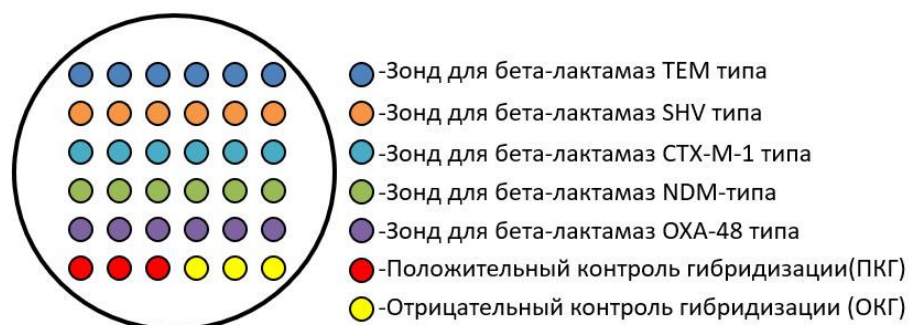 -Зонд для бета-лактамаз TEM типа
-Зонд для бета-лактамаз SHV типа
-Зонд для бета-лактамаз CTX-M-1 типа
-Зонд для бета-лактамаз NDM-типа
-Зонд для бета-лактамаз OXA-48 типа
-Положительный контроль гибридизации(ПКГ)
-Отрицательный контроль гибридизации (ОКГ)